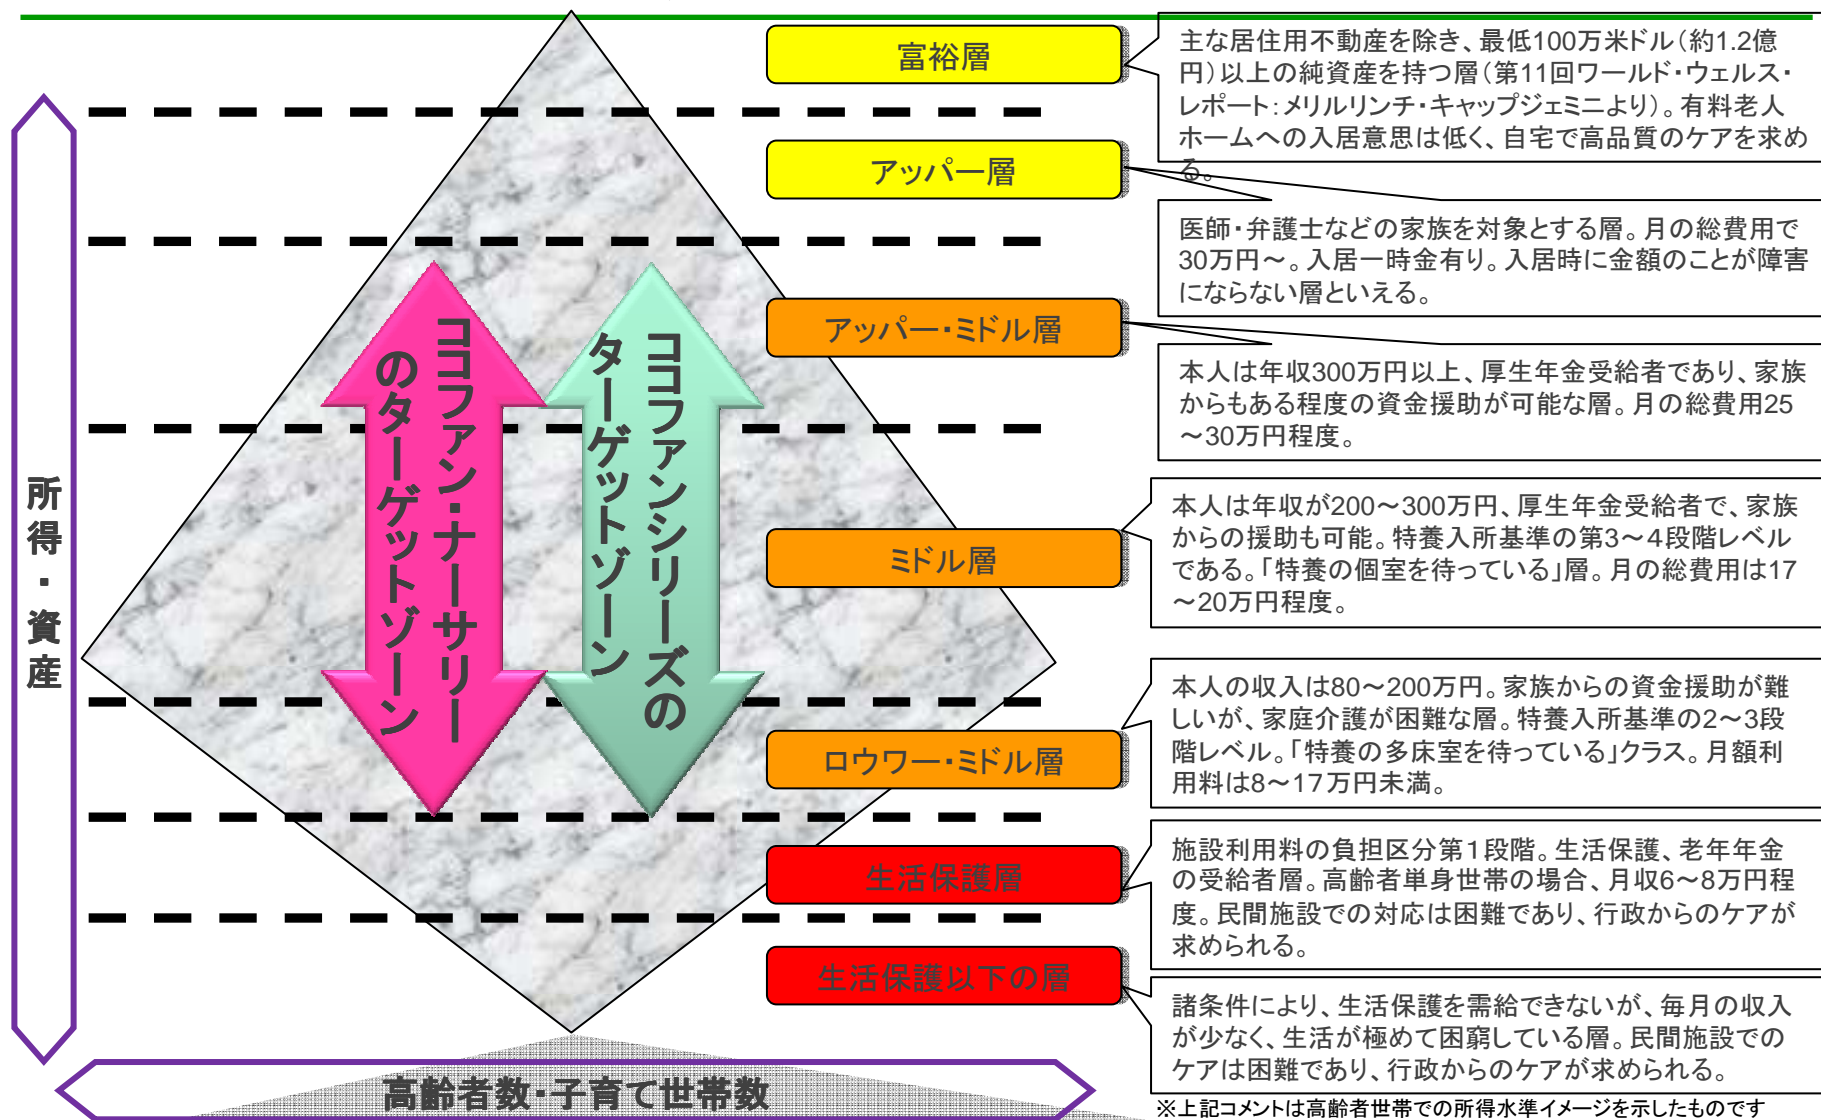 富裕層
主な居住用不動産を除き、最低100万米ドル（約1.2億
円）以上の純資産を持つ層（第11回ワールド・ウェルス・
レポート：メリルリンチ・キャップジェミニより）。有料老人
ホームへの入居意思は低く、自宅で高品質のケアを求め
る。
アッパー層
医師・弁護士などの家族を対象とする層。月の総費用で
30万円～。入居一時金有り。入居時に金額のことが障害
にならない層といえる。
アッパー・ミドル層
本人は年収300万円以上、厚生年金受給者であり、家族
からもある程度の資金援助が可能な層。月の総費用25
～30万円程度。
ミドル層
本人は年収が200～300万円、厚生年金受給者で、家族
からの援助も可能。特養入所基準の第3～4段階レベル
である。「特養の個室を待っている」層。月の総費用は17
～20万円程度。
ロウワー・ミドル層
本人の収入は80～200万円。家族からの資金援助が難
しいが、家庭介護が困難な層。特養入所基準の2～3段
階レベル。「特養の多床室を待っている」クラス。月額利
用料は8～17万円未満。
生活保護層
施設利用料の負担区分第１段階。生活保護、老年年金
の受給者層。高齢者単身世帯の場合、月収6～8万円程
度。民間施設での対応は困難であり、行政からのケアが
求められる。
生活保護以下の層
諸条件により、生活保護を需給できないが、毎月の収入
が少なく、生活が極めて困窮している層。民間施設での
ケアは困難であり、行政からのケアが求められる。
※上記コメントは高齢者世帯での所得水準イメージを示したものです
ココファン・ナーサリー
のターゲットゾーン
ココファンシリーズの
ターゲットゾーン
所得・資産
高齢者数・子育て世帯数